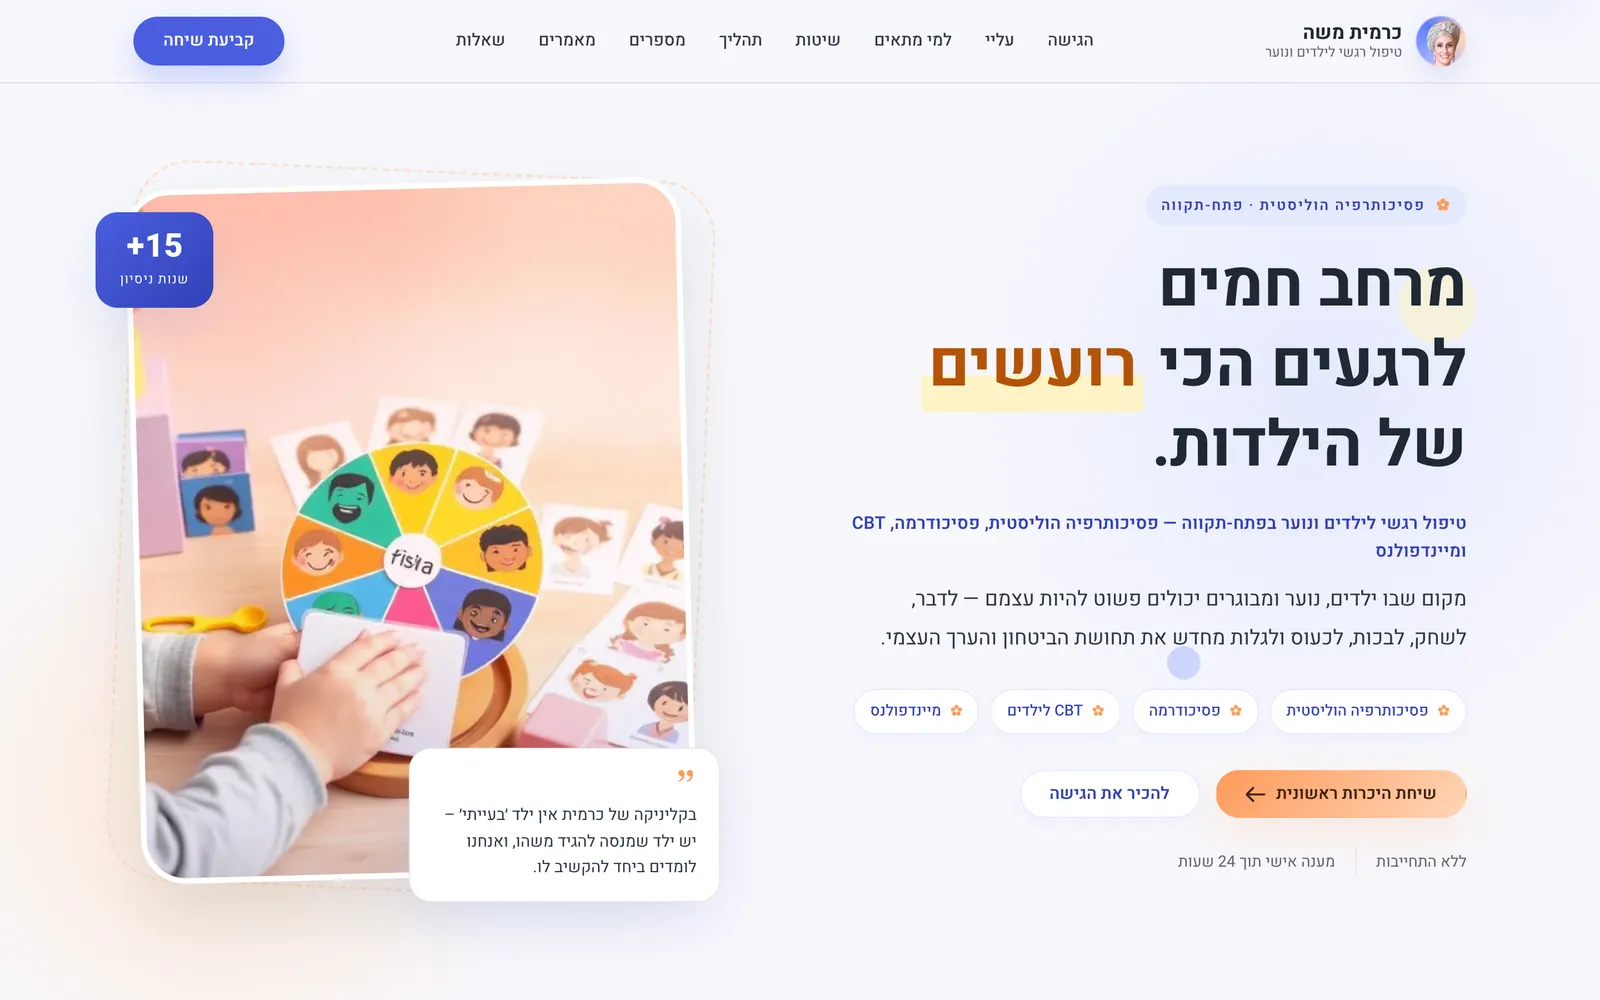 כרמית משה
טיפול רגשי לילדים ונוער
הגישה
עליי
למי מתאים
שיטות
תהליך
מספרים
מאמרים
שאלות
קביעת שיחה
פסיכותרפיה הוליסטית · פתח-תקווה
מרחב חמים
לרגעים הכי רועשים
של הילדות.
טיפול רגשי לילדים ונוער בפתח-תקווה — פסיכותרפיה הוליסטית, פסיכודרמה, CBT
ומיינדפולנס
מקום שבו ילדים, נוער ומבוגרים יכולים פשוט להיות עצמם — לדבר,
לשחק, לבכות, לכעוס ולגלות מחדש את תחושת הביטחון והערך העצמי.
פסיכותרפיה הוליסטית
פסיכודרמה
CBT לילדים
מיינדפולנס
שיחת היכרות ראשונית ←
להכיר את הגישה
ללא התחייבות
מענה אישי תוך 24 שעות
15+
שנות ניסיון
”
בקליניקה של כרמית אין ילד ׳בעייתי׳ –
יש ילד שמנסה להגיד משהו, ואנחנו
לומדים ביחד להקשיב לו.